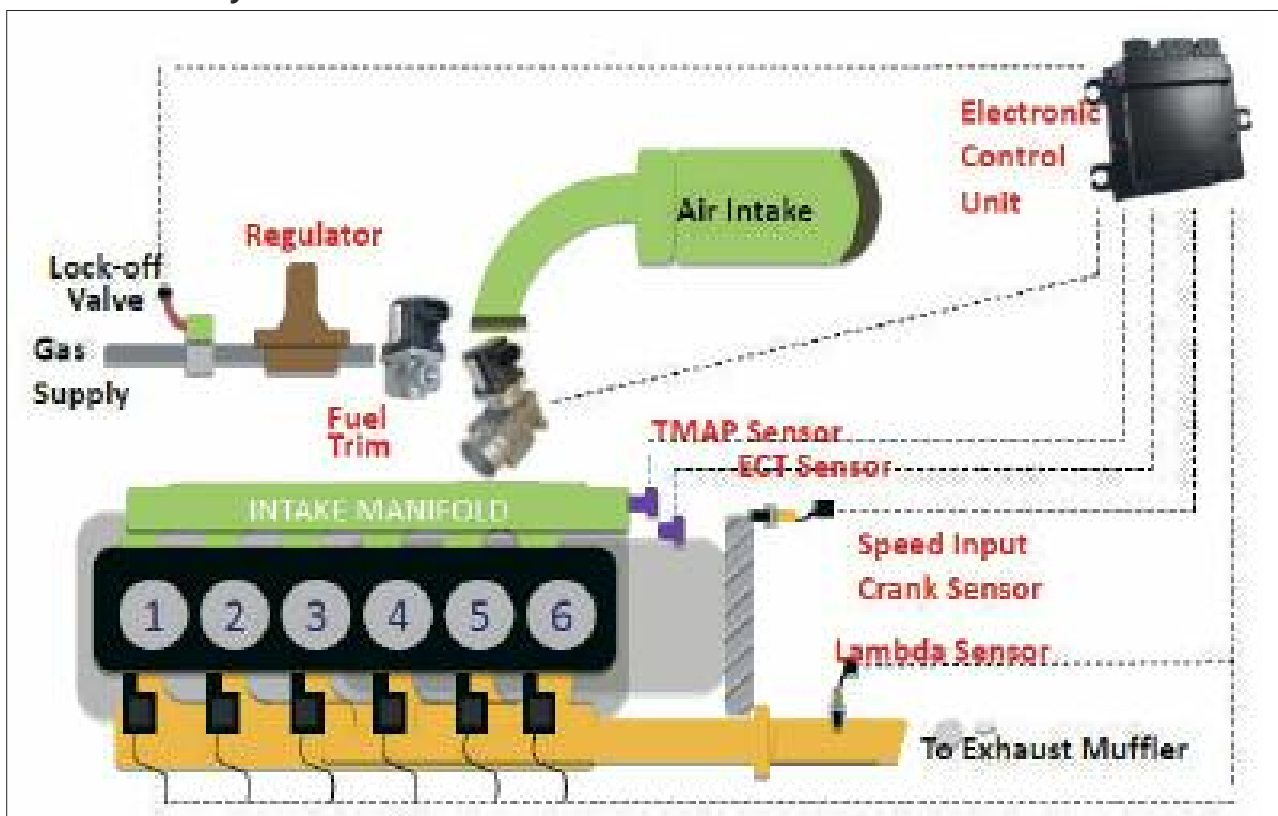 Electronic
Control
Unit
Air Intake
Regulator
Lock-off
Valve
Gas
Supply
Fuel
Trim
TMAP Sensor
ECT Sensor
INTAKE MANIFOLD
Speed Input
Crank Sensor
1 2 3 4 5 6
Lambda Sensor
To Exhaust Muffler